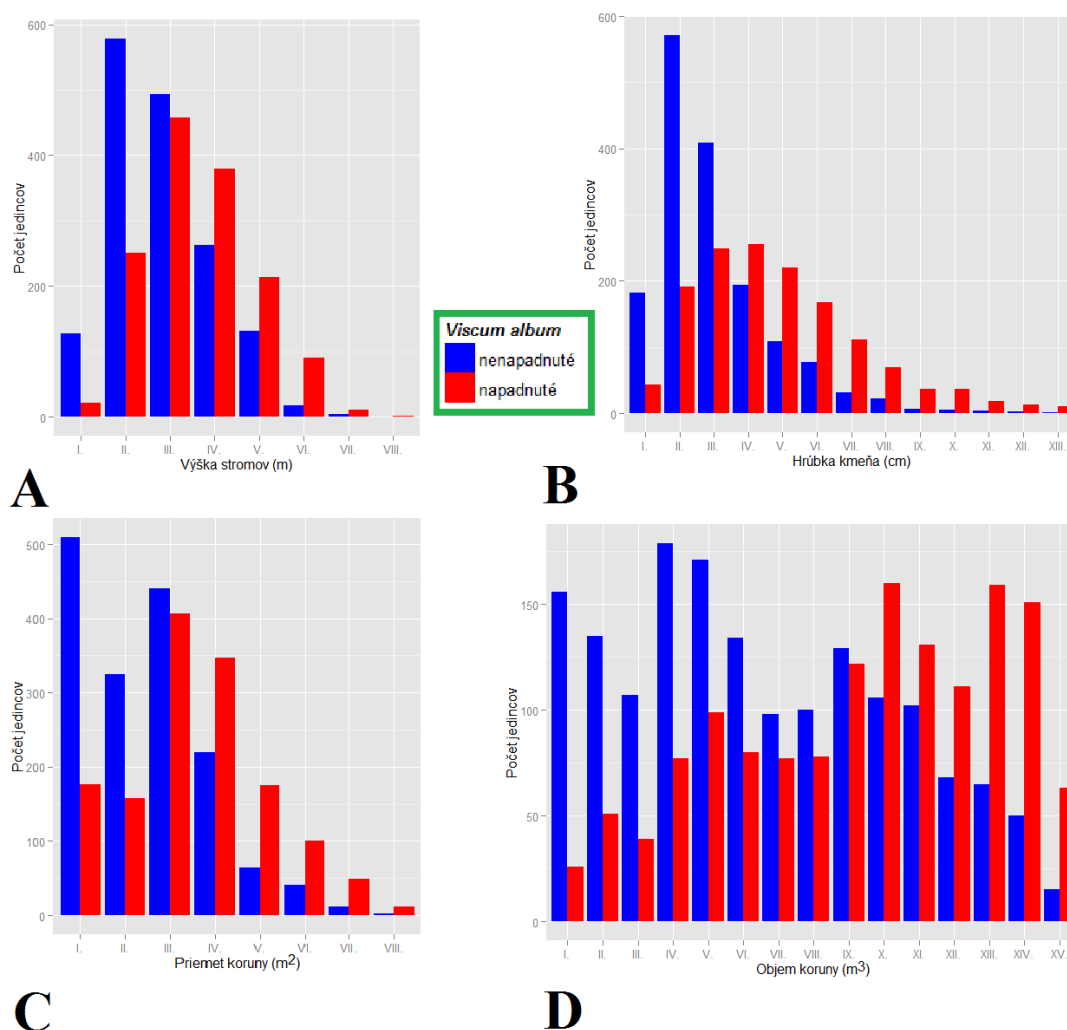 600
400
200
0
Počet jedincov
I. II. III. IV. V. VI. VII. VIII.
Výška stromov (m)
A
600
400
200
0
Počet jedincov
I. II. III. IV. V. VI. VII. VIII. IX. X. XI. XII. XIII.
Hrúbka kmeňa (cm)
B
Viscum album
nenapadnuté
napadnuté
500
400
300
200
100
0
Počet jedincov
I. II. III. IV. V. VI. VII. VIII.
Priemet koruny (m2)
C
150
100
50
0
Počet jedincov
I. II. III. IV. V. VI. VII. VIII. IX. X. XI. XII. XIII. XIV. XV.
Objem koruny (m3)
D